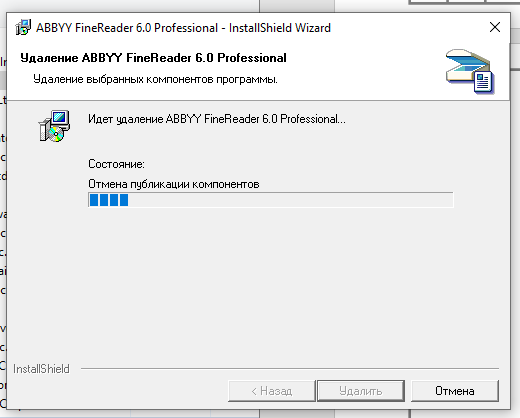 ABBYY FineReader 6.0 Professional - InstallShield Wizard
Удаление ABBYY FineReader 6.0 Professional
Удаление выбранных компонентов программы.
Идет удаление ABBYY FineReader 6.0 Professional...
Состояние:
Отмена публикации компонентов
InstallShield
< Назад
Удалить
Отмена